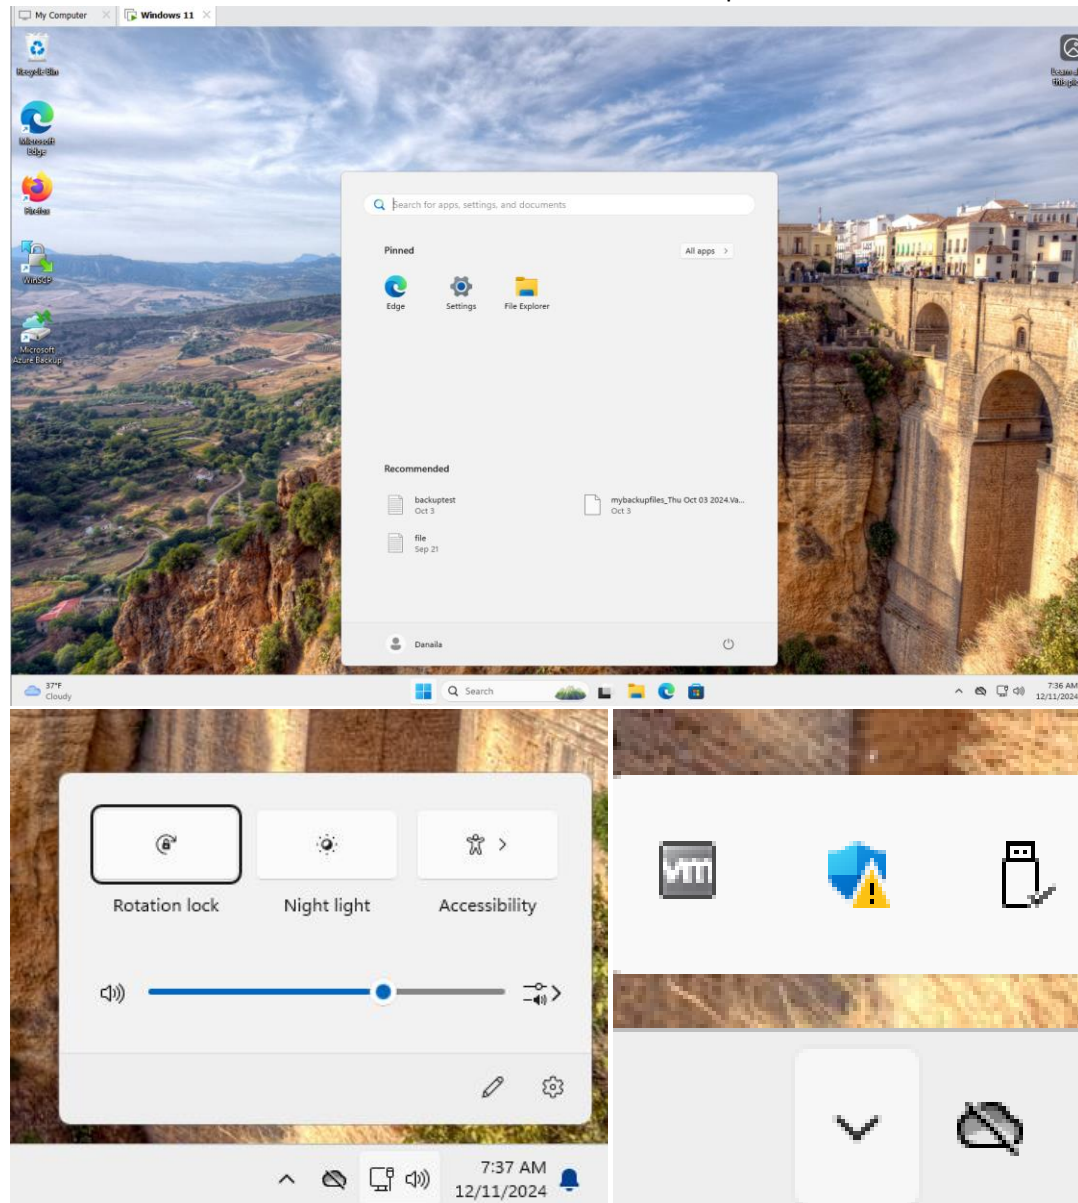 My Computer
Windows 11
Recycle Bin
Microsoft
Edge
Firefox
WinSCP
Microsoft
Azure Backup
Search for apps, settings, and documents
Pinned
All apps
Edge
Settings
File Explorer
Recommended
backuptest
Oct 3
mybackupfiles_Thu Oct 03 2024.Va...
Oct 3
file
Sep 21
Danaila
37°F
Cloudy
Search
7:36 AM
12/11/2024
Rotation lock
Night light
Accessibility
7:37 AM
12/11/2024
vm